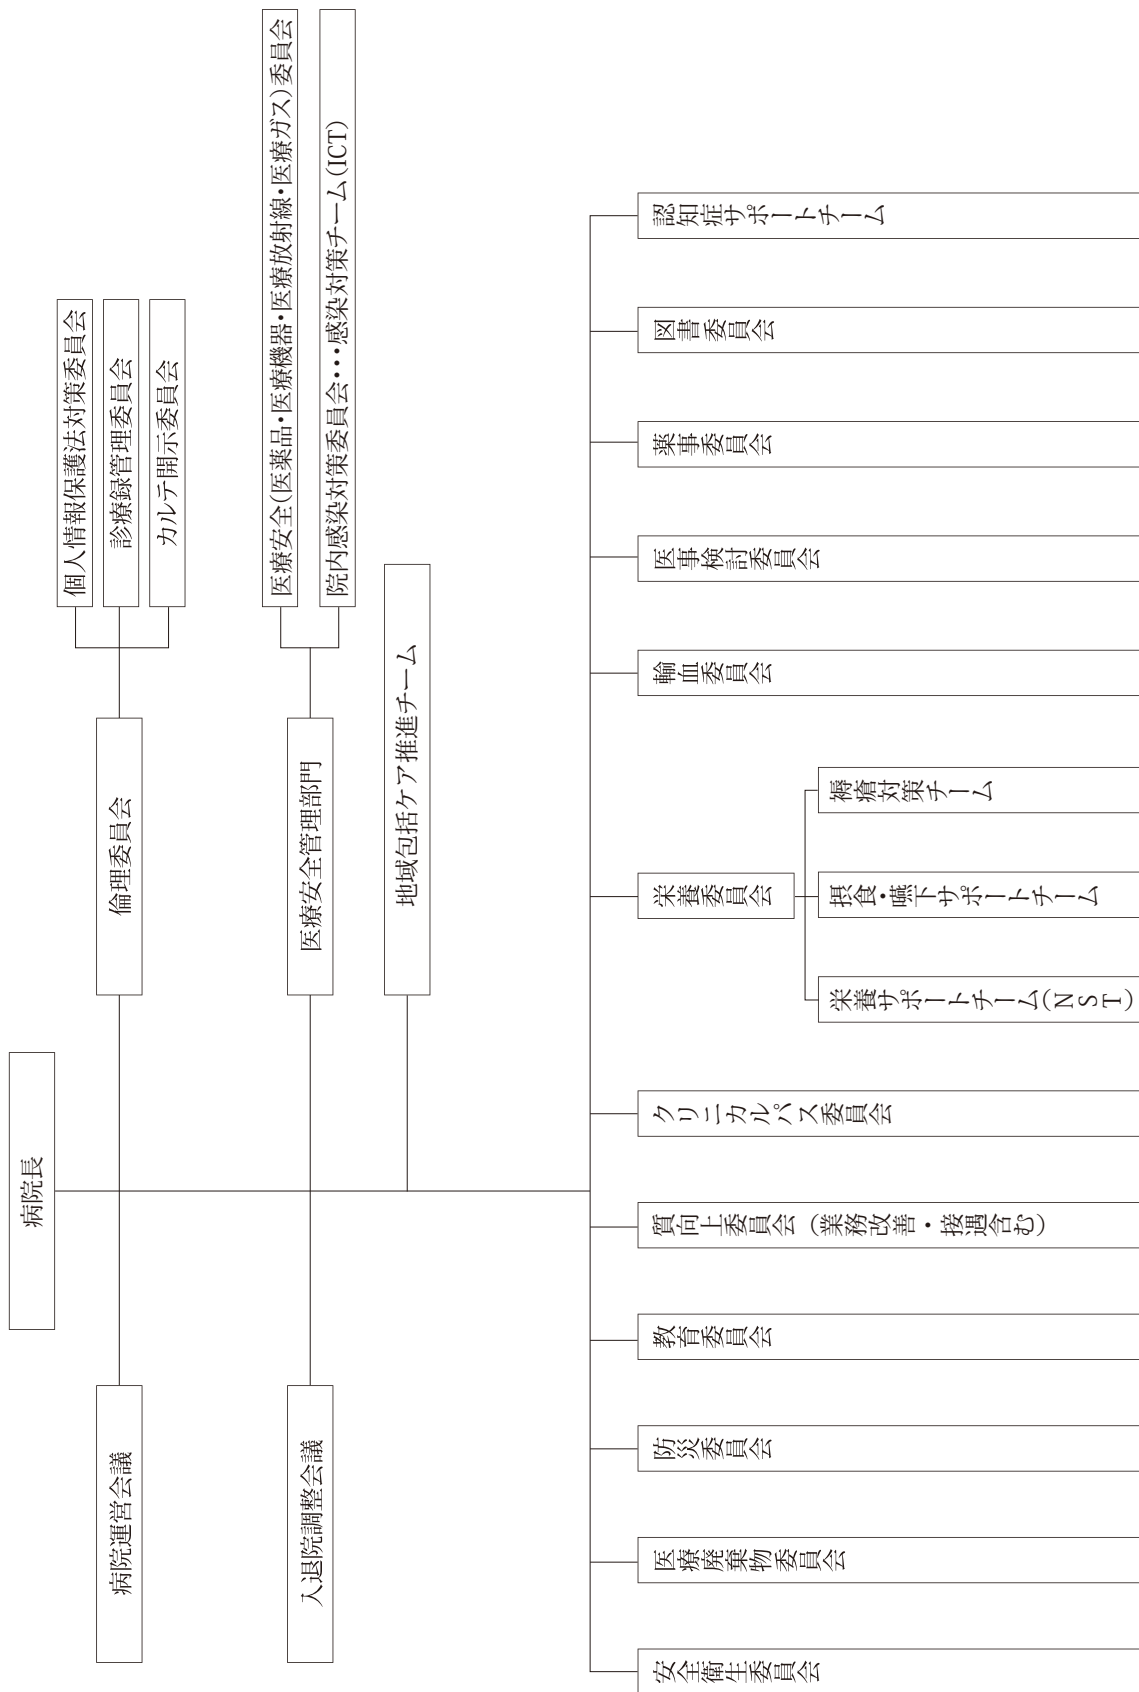 病院長
病院運営会議
倫理委員会
個人情報保護法対策委員会
診療録管理委員会
カルテ開示委員会
入退院調整会議
医療安全管理部門
医療安全(医薬品・医療機器・医療放射線・医療ガス)委員会
院内感染対策委員会・・・感染対策チーム(ICT)
地域包括ケア推進チーム
安全衛生委員会
医療廃棄物委員会
防災委員会
教育委員会
質向上委員会(業務改善・接遇含む)
クリニカルパス委員会
栄養委員会
栄養サポートチーム(NST)
摂食・嚥下サポートチーム
褥瘡対策チーム
輸血委員会
医事検討委員会
薬事委員会
図書委員会
認知症サポートチーム